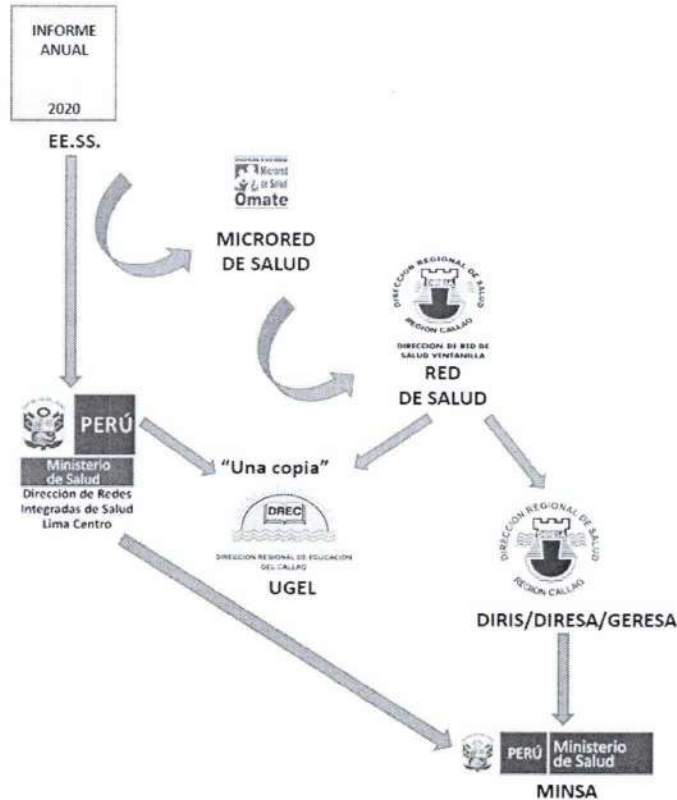 INFORME
ANUAL
2020
EE.SS.
Microred
de Salud
Omate
MICRORED
DE SALUD
DIRECCION REGIONAL DE SALUD
REGION CALLAO
DIRECCIÓN DE RED DE
SALUD VENTANILLA
RED
DE SALUD
PERÚ
Ministerio
de Salud
Dirección de Redes
Integradas de Salud
Lima Centro
"Una copia"
DREC
DIRECCIÓN REGIONAL DE EDUCACIÓN
DEL CALLAO
UGEL
DIRECCION REGIONAL DE SALUD
REGION CALLAO
DIRIS/DIRESA/GERESA
PERÚ
Ministerio
de Salud
MINSA